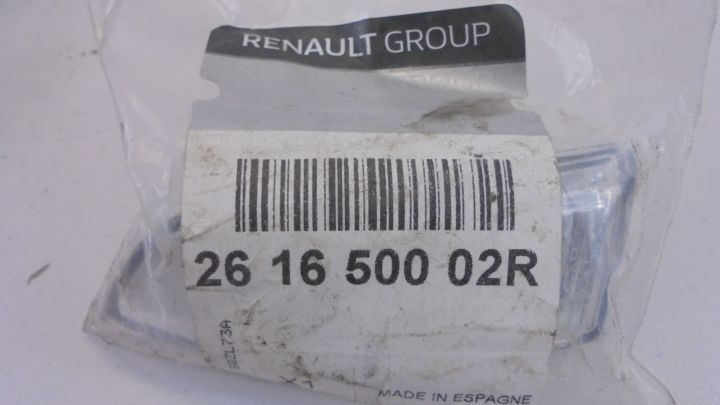 RENAULT GROUP
26 16 500 02R
MADE IN ESPAGNE